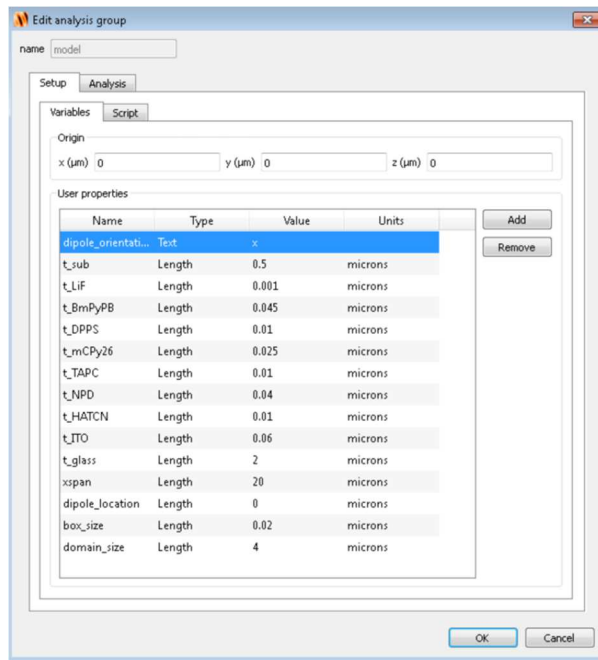 Edit analysis group
name model
Setup Analysis
Variables Script
Origin
x (μm) 0 y (μm) 0 z (μm) 0
User properties
Name Type Value Units
dipole_orientati... Text x
t_sub Length 0.5 microns
t_LiF Length 0.001 microns
t_BmPyPB Length 0.045 microns
t_DPPS Length 0.01 microns
t_mCPy26 Length 0.025 microns
t_TAPC Length 0.01 microns
t_NPD Length 0.04 microns
t_HATCN Length 0.01 microns
t_ITO Length 0.06 microns
t_glass Length 2 microns
xspan Length 20 microns
dipole_location Length 0 microns
box_size Length 0.02 microns
domain_size Length 4 microns
Add
Remove
OK Cancel